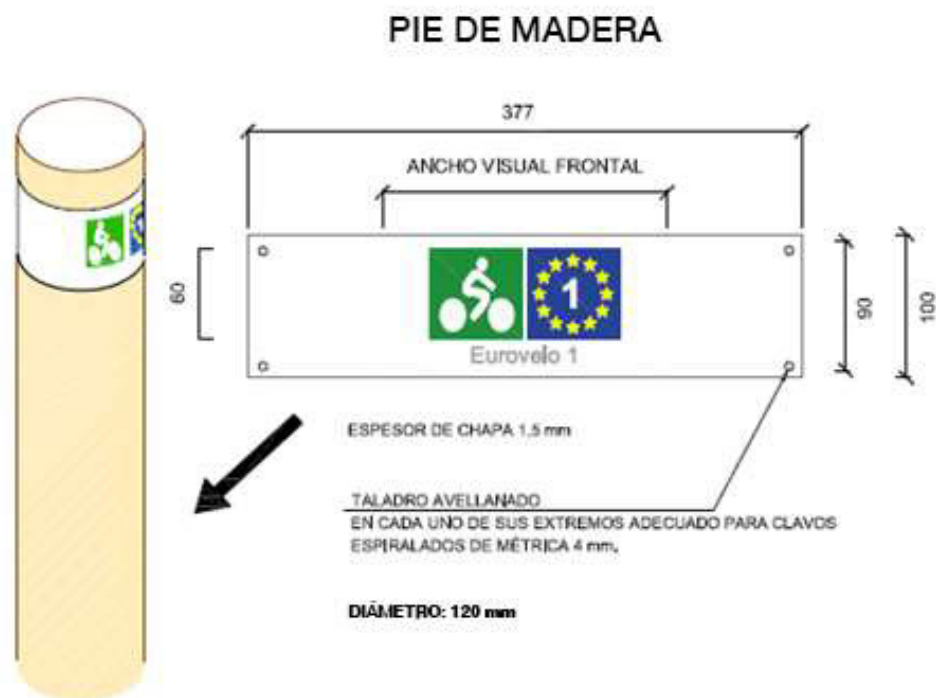 PIE DE MADERA
377
ANCHO VISUAL FRONTAL
60
1
Eurovelo 1
90
100
ESPESOR DE CHAPA 1,5 mm
TALADRO AVELLANADO
EN CADA UNO DE SUS EXTREMOS ADECUADO PARA CLAVOS
ESPIRALADOS DE MÉTRICA 4 mm.
DIÁMETRO: 120 mm